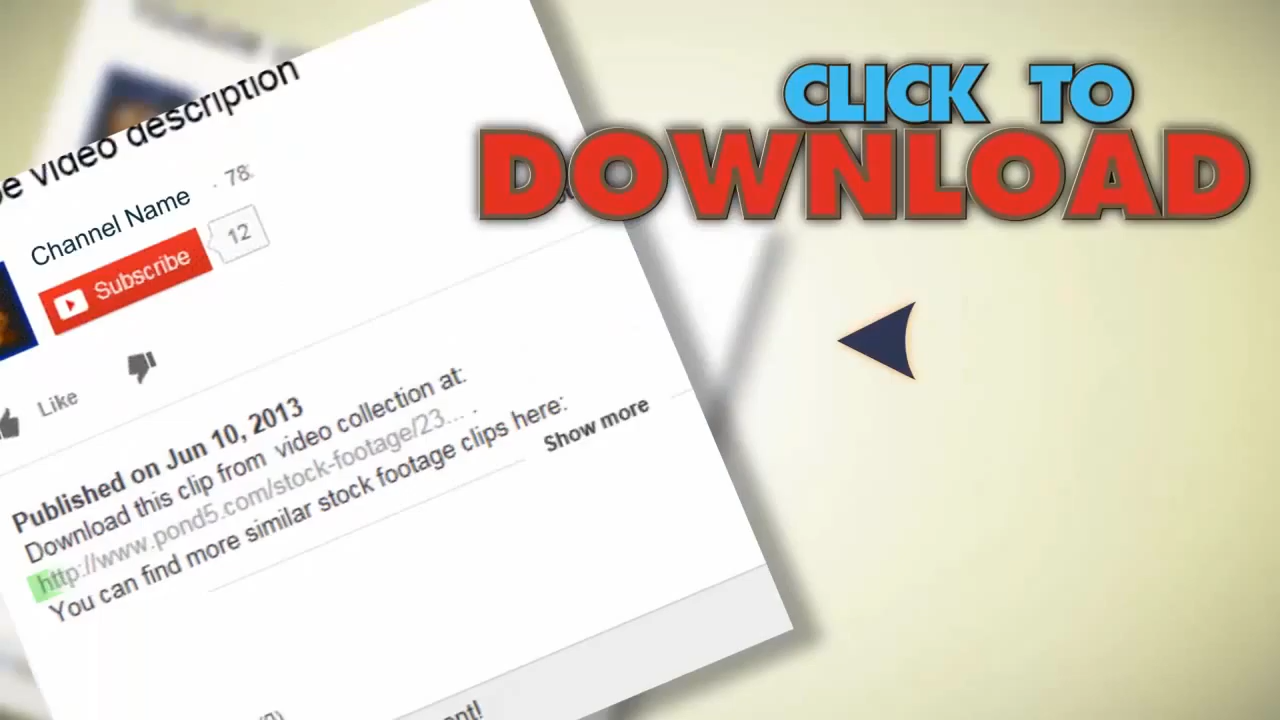 CLICK TO
DOWNLOAD
video description
Channel Name
78
Subscribe
12
Like
Published on Jun 10, 2013
Download this clip from video collection at:
http://www.pond5.com/stock-footage/23... .
You can find more similar stock footage clips here:
Show more